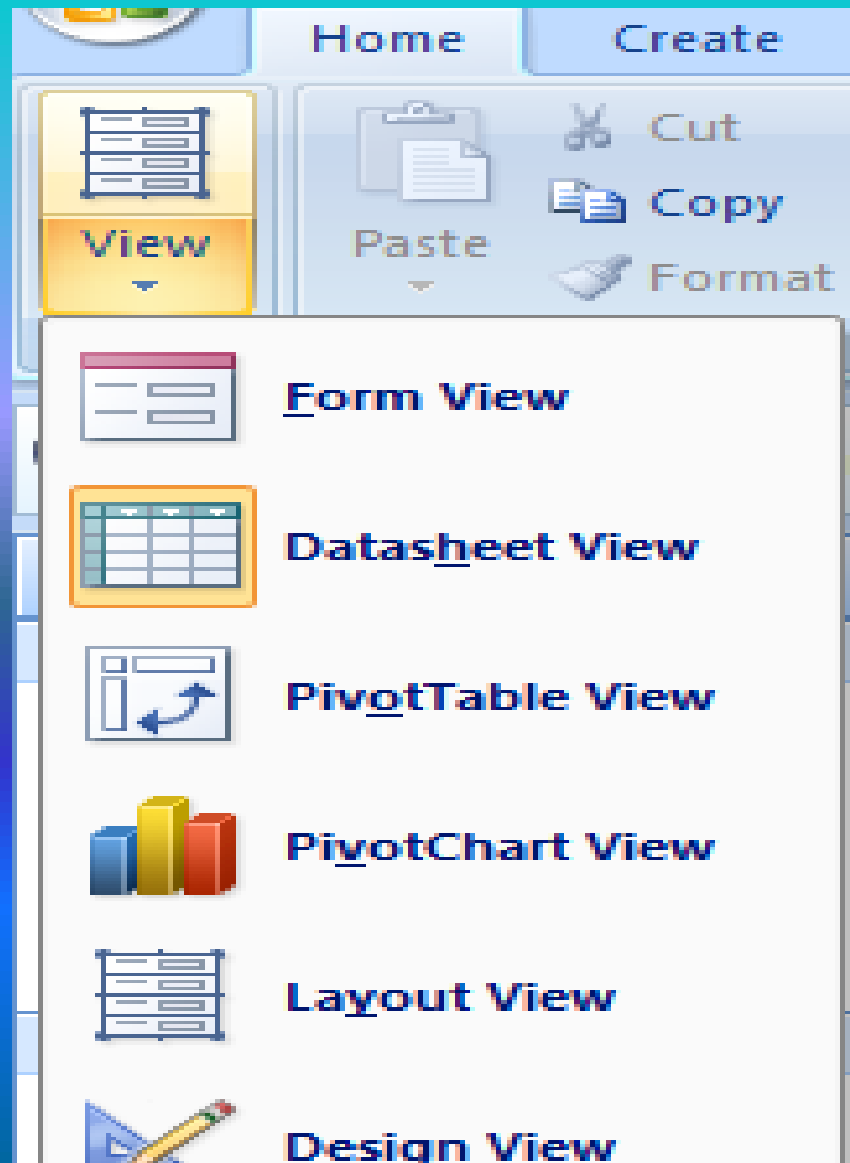 Home Create
Cut
Copy
View Paste
Format
Form View
Datasheet View
PivotTable View
PivotChart View
Layout View
Design View